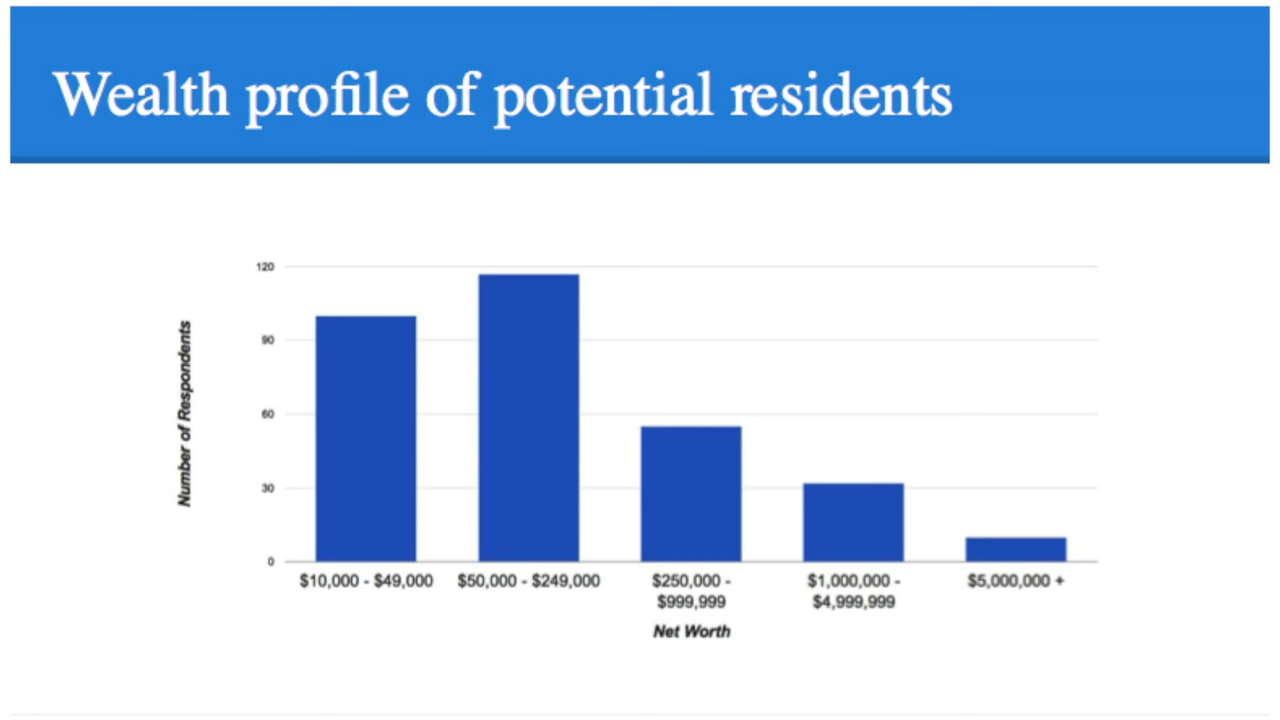 Wealth profile of potential residents
120
90
60
30
0
Number of Respondents
$10,000 - $49,000
$50,000 - $249,000
$250,000 -
$999,999
$1,000,000 -
$4,999,999
$5,000,000 +
Net Worth